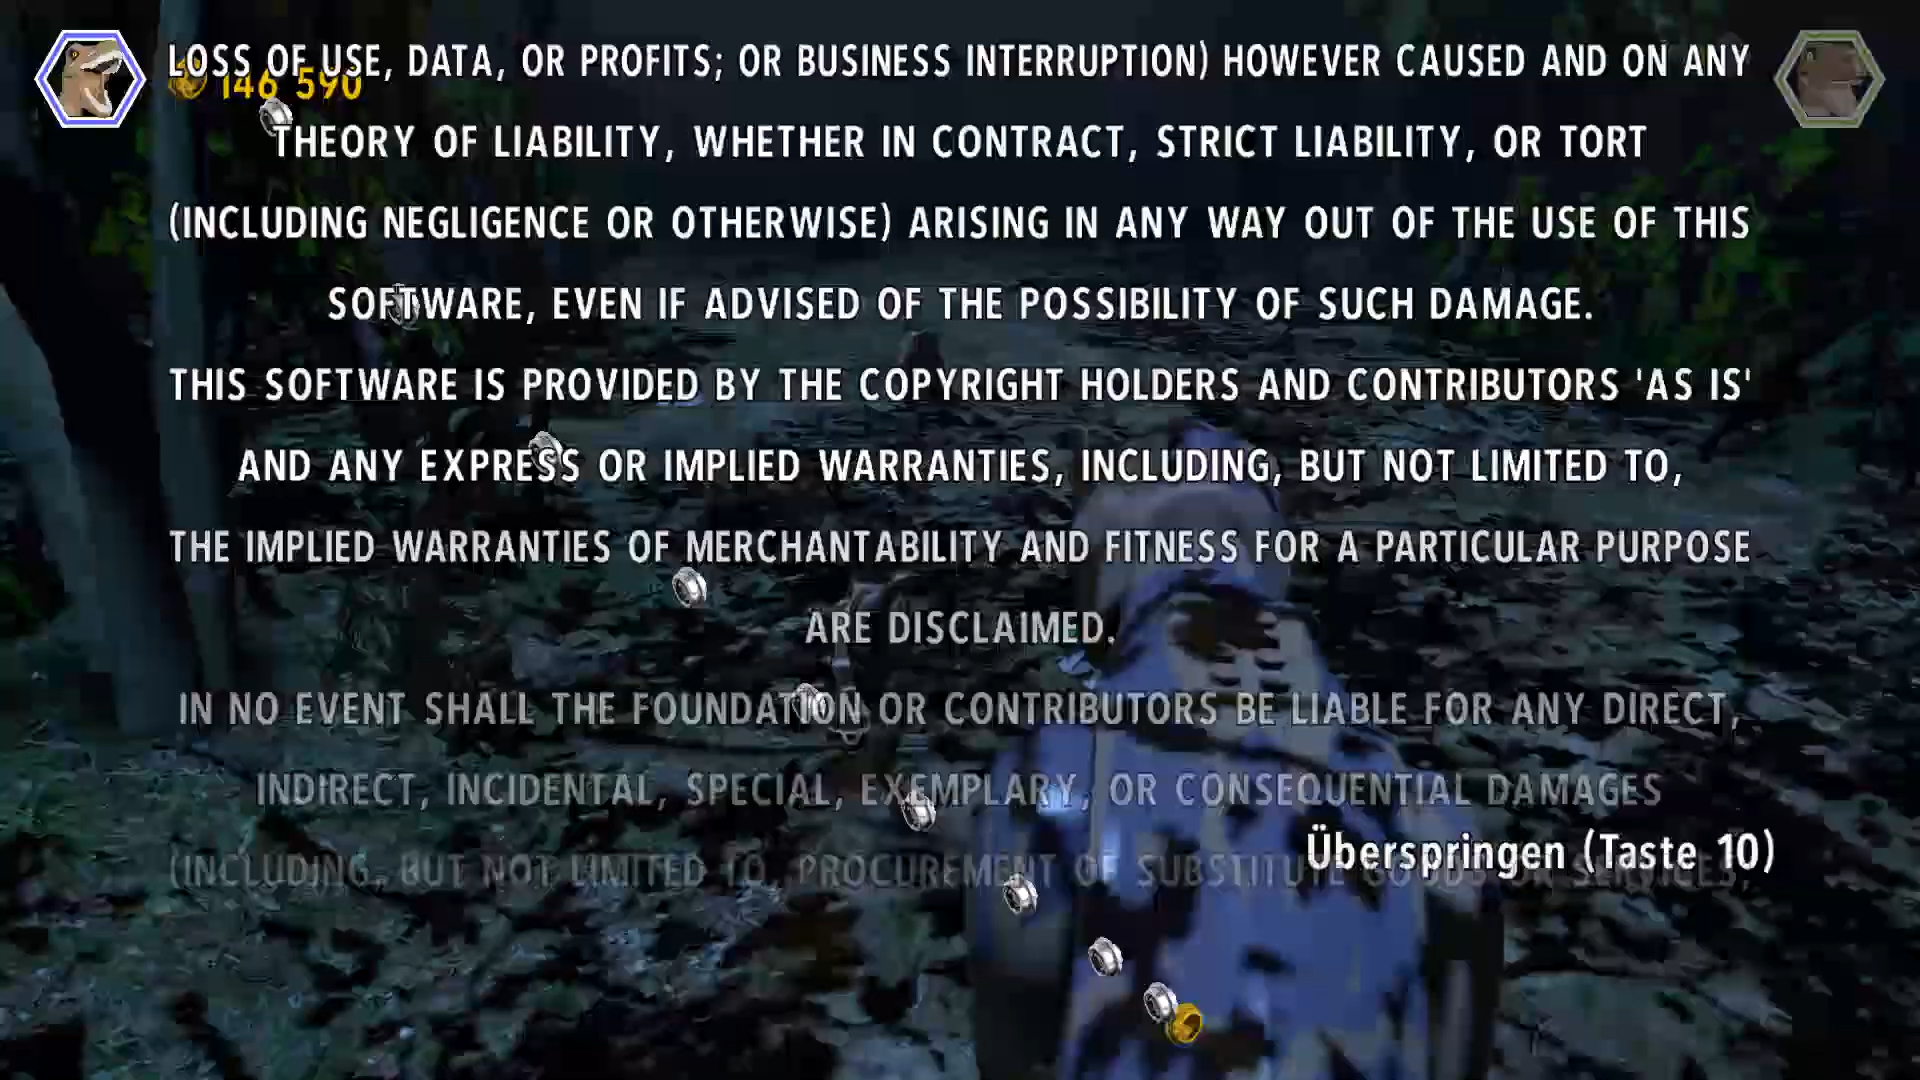 LOSS OF USE, DATA, OR PROFITS; OR BUSINESS INTERRUPTION) HOWEVER CAUSED AND ON ANY
146 590
THEORY OF LIABILITY, WHETHER IN CONTRACT, STRICT LIABILITY, OR TORT
(INCLUDING NEGLIGENCE OR OTHERWISE) ARISING IN ANY WAY OUT OF THE USE OF THIS
SOFTWARE, EVEN IF ADVISED OF THE POSSIBILITY OF SUCH DAMAGE.
THIS SOFTWARE IS PROVIDED BY THE COPYRIGHT HOLDERS AND CONTRIBUTORS 'AS IS'
AND ANY EXPRESS OR IMPLIED WARRANTIES, INCLUDING, BUT NOT LIMITED TO,
THE IMPLIED WARRANTIES OF MERCHANTABILITY AND FITNESS FOR A PARTICULAR PURPOSE
ARE DISCLAIMED.
IN NO EVENT SHALL THE FOUNDATION OR CONTRIBUTORS BE LIABLE FOR ANY DIRECT,
INDIRECT, INCIDENTAL, SPECIAL, EXEMPLARY, OR CONSEQUENTIAL DAMAGES
Überspringen (Taste 10)
(INCLUDING, BUT NOT LIMITED TO, PROCUREMENT OF SUBSTITUTE GOODS OR SERVICES;